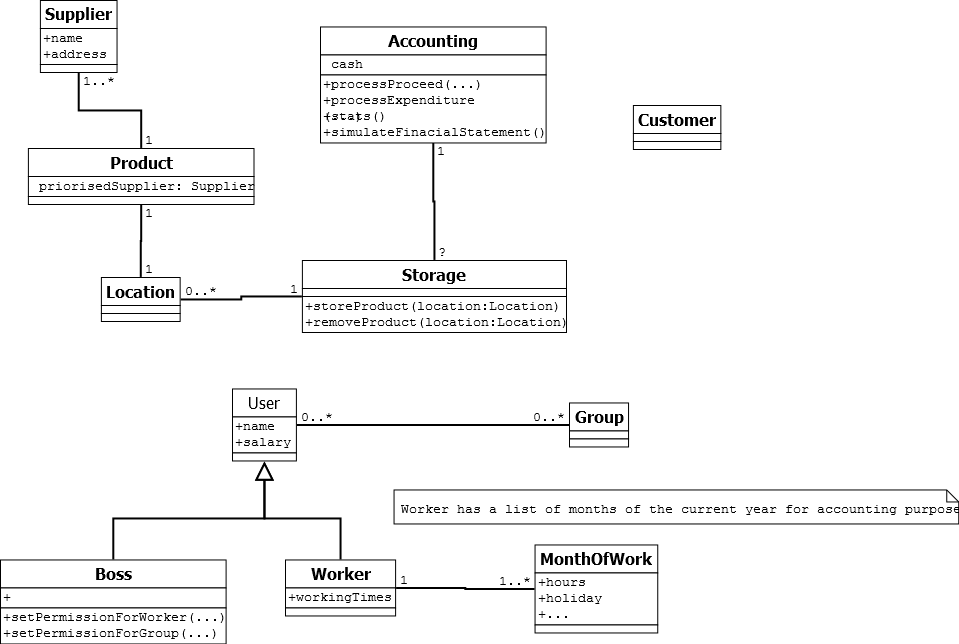 Supplier
+name
+address
1..*
1
Product
priorisedSupplier: Supplier
1
1
Location
0..*
1
Accounting
cash
+processProceed(...)
+processExpenditure
+stats()
+simulateFinacialStatement()
1
?
Storage
+storeProduct(location:Location)
+removeProduct(location:Location)
Customer
User
+name
+salary
0..*
0..*
Group
Worker has a list of months of the current year for accounting purpose
Boss
+
+setPermissionForWorker(...)
+setPermissionForGroup(...)
Worker
+workingTimes
1
1..*
MonthOfWork
+hours
+holiday
+...